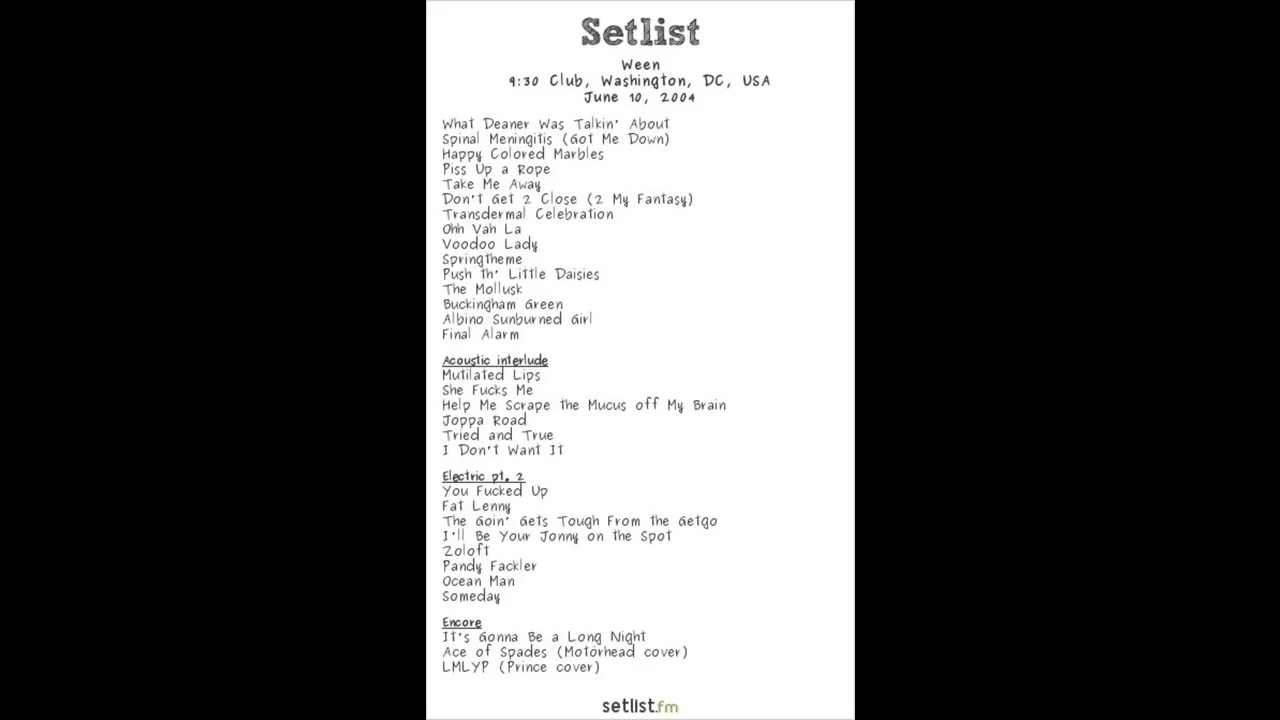 Setlist
Ween
9:30 Club, Washington, DC, USA
June 10, 2004
What Deaner Was Talkin' About
Spinal Meningitis (Got Me Down)
Happy Colored Marbles
Piss Up a Rope
Take Me Away
Don't Get 2 Close (2 My Fantasy)
Transdermal Celebration
Ohh Vah La
Voodoo Lady
Springtheme
Push th' Little Daisies
The Mollusk
Buckingham Green
Albino Sunburned Girl
Final Alarm
Acoustic interlude
Mutilated Lips
She Fucks Me
Help Me Scrape the Mucus off My Brain
Joppa Road
Tried and True
I Don't Want It
Electric pt. 2
You Fucked Up
Fat Lenny
The Goin' Gets Tough From the Getgo
I'll Be Your Jonny on the Spot
Zoloft
Pandy Fackler
Ocean Man
Someday
Encore
It's Gonna Be a Long Night
Ace of Spades (Motörhead cover)
LMLYP (Prince cover)
setlist.fm